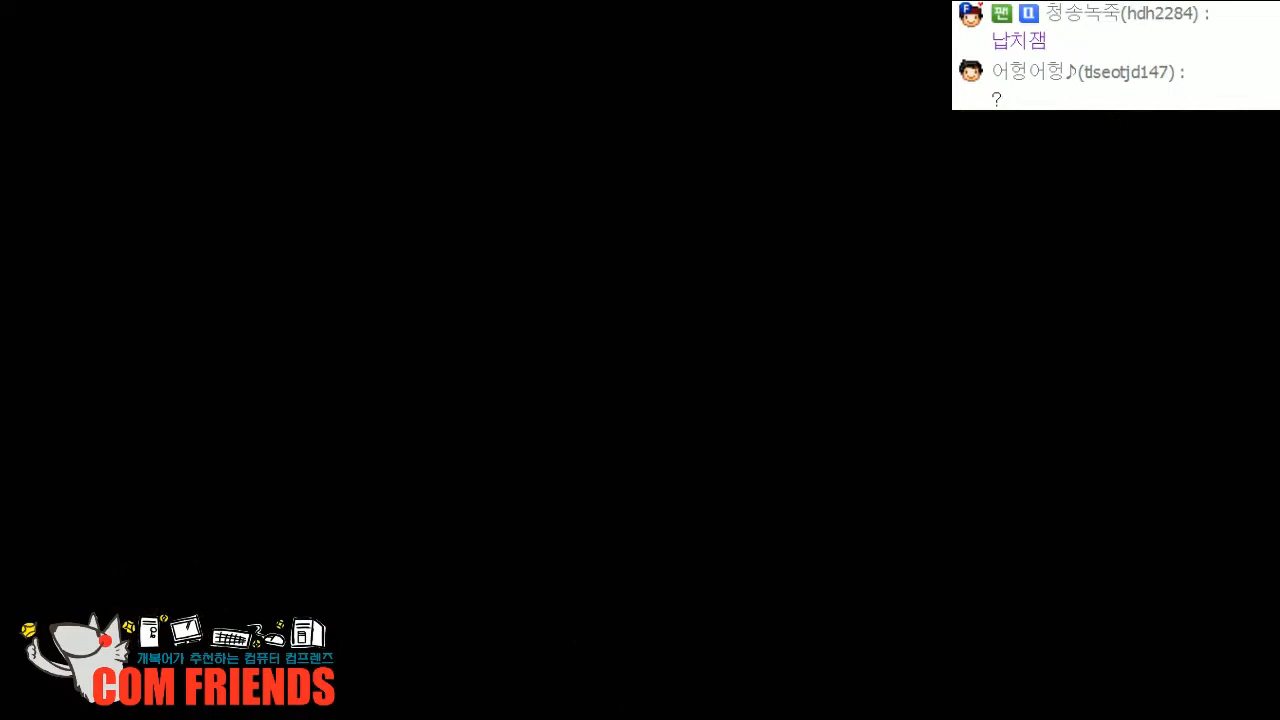 팬 청송녹죽(hdh2284) :
납치잼
어헝어헝♪(tlseotjd147) :
?
개복어가 추천하는 컴퓨터 컴프렌즈
COM FRIENDS